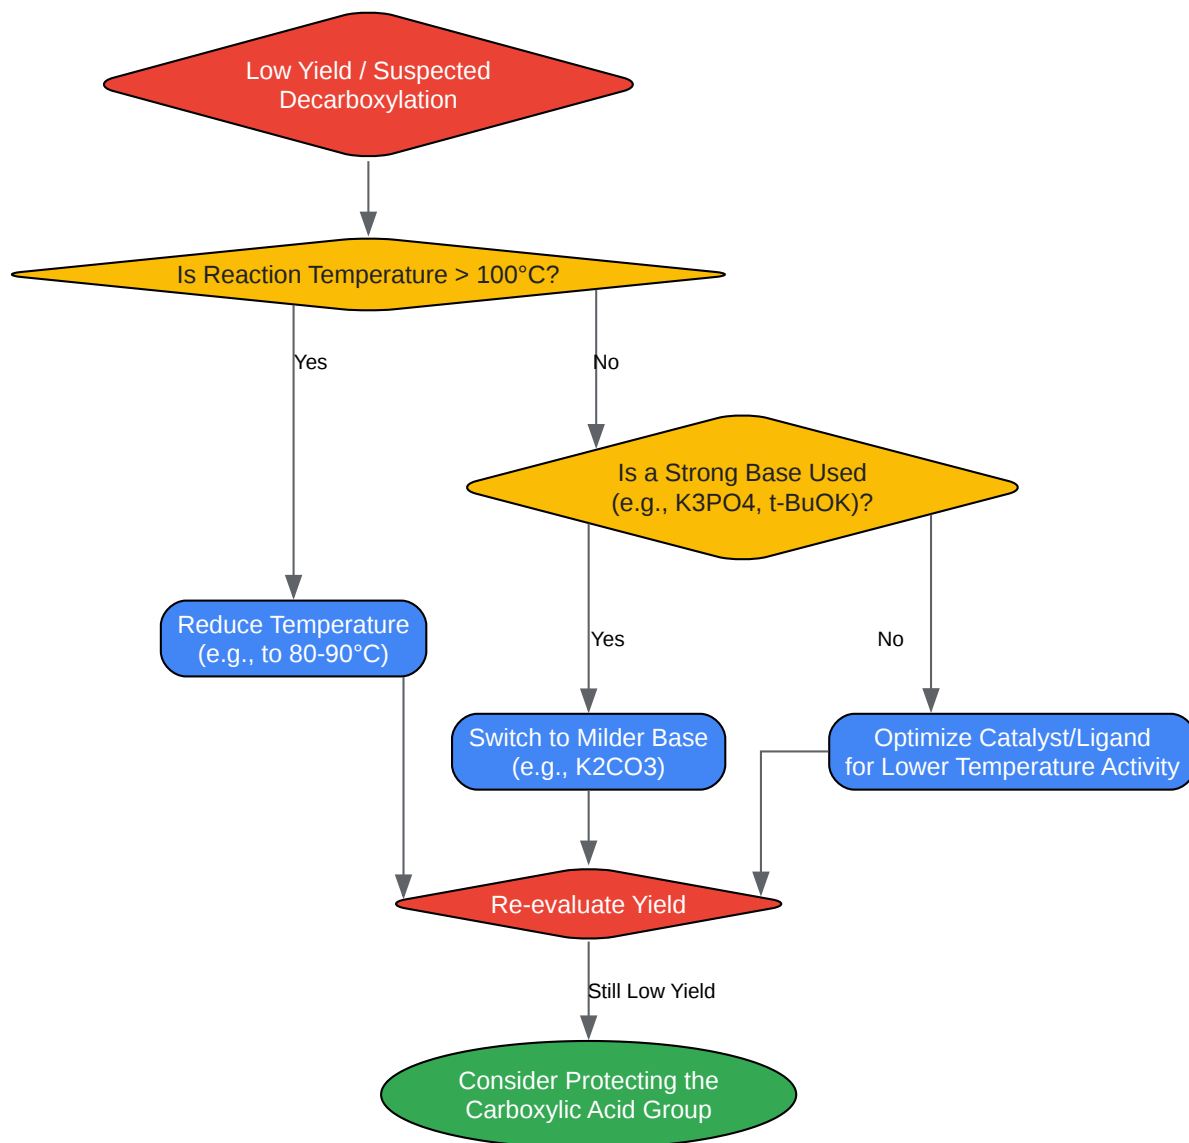 Low Yield / Suspected
Decarboxylation
Is Reaction Temperature > 100°C?
Yes
No
Is a Strong Base Used
(e.g., K3PO4, t-BuOK)?
Reduce Temperature
(e.g., to 80-90°C)
Yes
No
Switch to Milder Base
(e.g., K2CO3)
Optimize Catalyst/Ligand
for Lower Temperature Activity
Re-evaluate Yield
Still Low Yield
Consider Protecting the
Carboxylic Acid Group